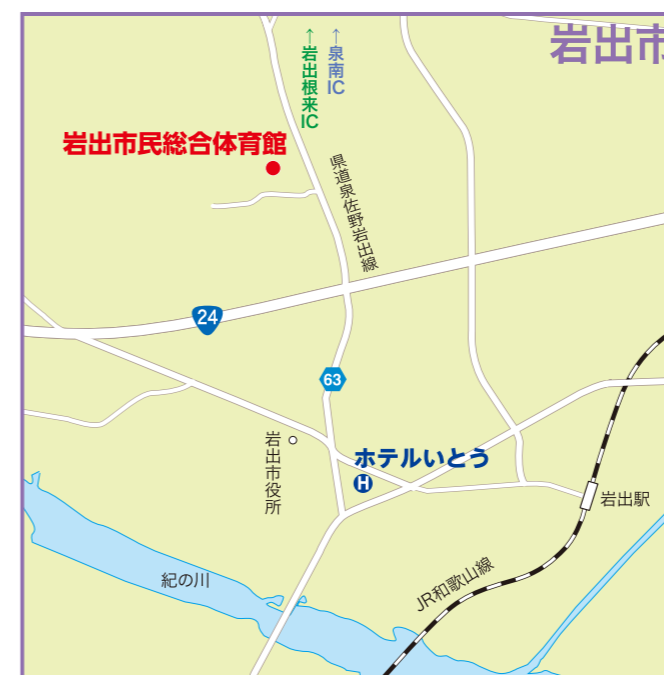 岩出市
↑岩出根来IC
↑泉南IC
岩出市民総合体育館
県道泉佐野岩出線
24
63
岩出市役所
ホテルいとう
H
岩出駅
紀の川
JR和歌山線